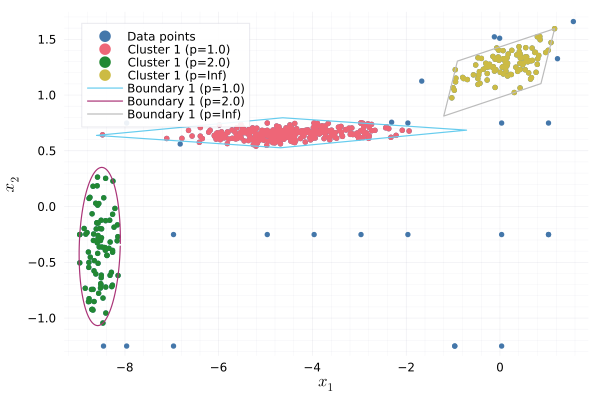 Data points
Cluster 1 (p=1.0)
Cluster 1 (p=2.0)
Cluster 1 (p=Inf)
Boundary 1 (p=1.0)
Boundary 1 (p=2.0)
Boundary 1 (p=Inf)
1.5
1.0
0.5
0.0
−0.5
−1.0
x₂
−8 −6 −4 −2 0
x₁